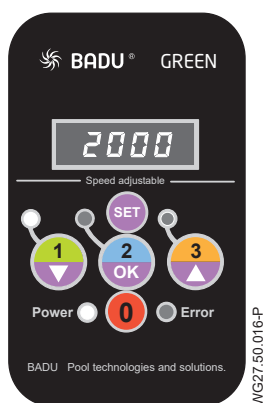 BADU® GREEN
2000
Speed adjustable
SET
1 2 3
OK
Power 0 Error
BADU Pool technologies and solutions.
WG27.50.016-P